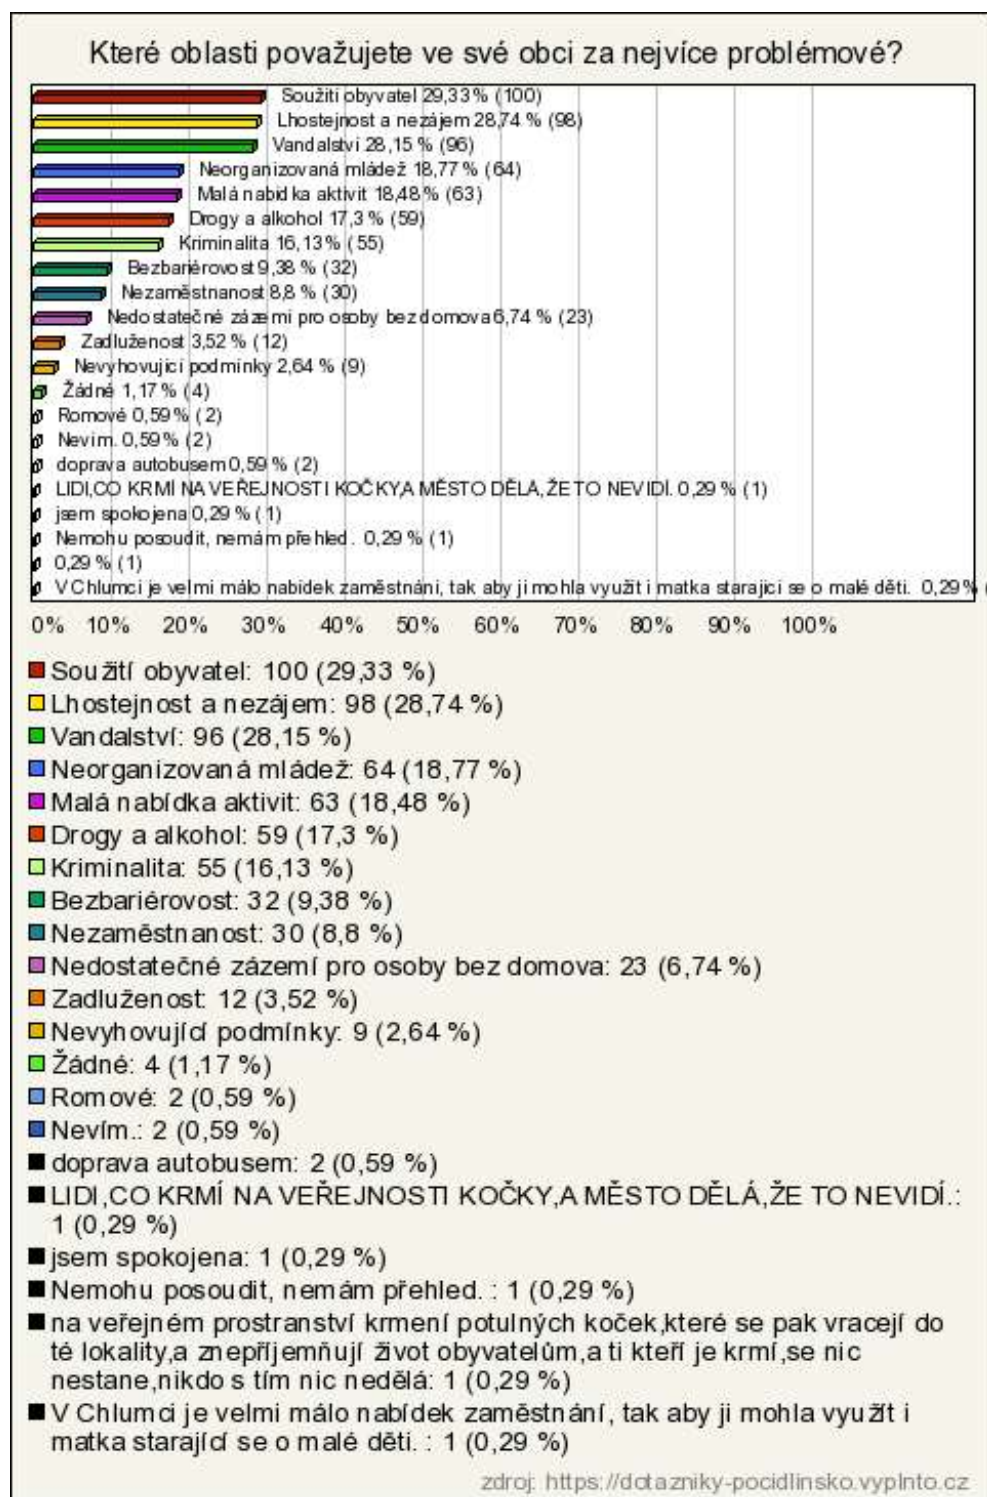 Které oblasti považujete ve své obci za nejvíce problémové?
Soužití obyvatel 29,33 % (100)
Lhostejnost a nezájem 28,74 % (98)
Vandalství 28,15 % (96)
Neorganizovaná mládež 18,77 % (64)
Malá nabídka aktivit 18,48 % (63)
Drogy a alkohol 17,3 % (59)
Kriminalita 16,13 % (55)
Bezbariérovost 9,38 % (32)
Nezaměstnanost 8,8 % (30)
Nedostatečné zázemí pro osoby bez domova 6,74 % (23)
Zadluženost 3,52 % (12)
Nevyhovující podmínky 2,64 % (9)
Žádné 1,17 % (4)
Romové 0,59 % (2)
Nevím. 0,59 % (2)
doprava autobusem 0,59 % (2)
LIDI,CO KRMÍ NA VEŘEJNOSTI KOČKY,A MĚSTO DĚLÁ,ŽE TO NEVIDÍ. 0,29 % (1)
jsem spokojena 0,29 % (1)
Nemohu posoudit, nemám přehled. 0,29 % (1)
0,29 % (1)
V Chlumci je velmi málo nabídek zaměstnání, tak aby ji mohla využít i matka starající se o malé děti. 0,29 % (
0% 10% 20% 30% 40% 50% 60% 70% 80% 90% 100%
Soužití obyvatel: 100 (29,33 %)
Lhostejnost a nezájem: 98 (28,74 %)
Vandalství: 96 (28,15 %)
Neorganizovaná mládež: 64 (18,77 %)
Malá nabídka aktivit: 63 (18,48 %)
Drogy a alkohol: 59 (17,3 %)
Kriminalita: 55 (16,13 %)
Bezbariérovost: 32 (9,38 %)
Nezaměstnanost: 30 (8,8 %)
Nedostatečné zázemí pro osoby bez domova: 23 (6,74 %)
Zadluženost: 12 (3,52 %)
Nevyhovující podmínky: 9 (2,64 %)
Žádné: 4 (1,17 %)
Romové: 2 (0,59 %)
Nevím.: 2 (0,59 %)
doprava autobusem: 2 (0,59 %)
LIDI,CO KRMÍ NA VEŘEJNOSTI KOČKY,A MĚSTO DĚLÁ,ŽE TO NEVIDÍ.:
1 (0,29 %)
jsem spokojena: 1 (0,29 %)
Nemohu posoudit, nemám přehled. : 1 (0,29 %)
na veřejném prostranství krmení potulných koček,které se pak vracejí do
té lokality,a znepříjemňují život obyvatelům,a ti kteří je krmí,se nic
nestane,nikdo s tím nic nedělá: 1 (0,29 %)
V Chlumci je velmi málo nabídek zaměstnání, tak aby ji mohla využít i
matka starající se o malé děti. : 1 (0,29 %)
zdroj: https://dotazniky-pocidlinsko.vyplnto.cz